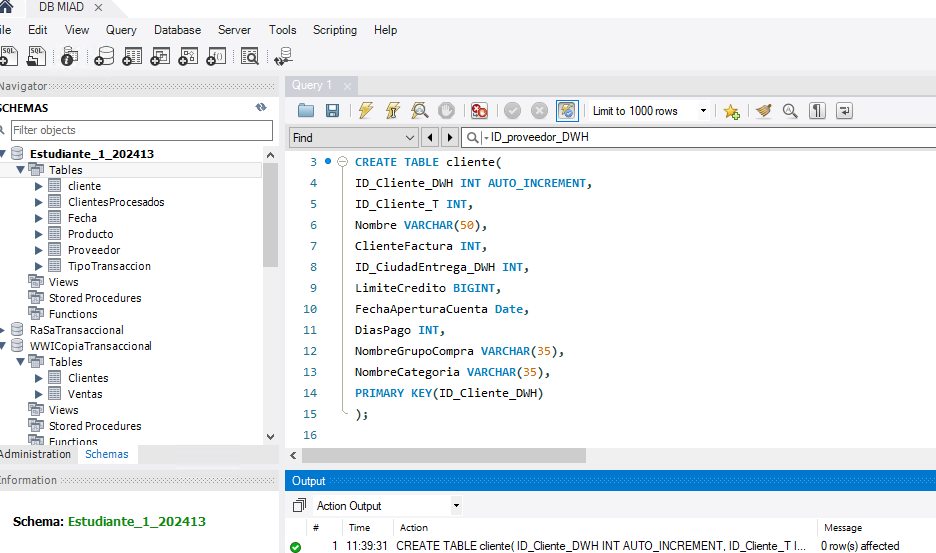 DB MIAD
ile Edit View Query Database Server Tools Scripting Help
Navigator
SCHEMAS
Filter objects
Estudiante_1_202413
Tables
cliente
ClientesProcesados
Fecha
Producto
Proveedor
TipoTransaccion
Views
Stored Procedures
Functions
RaSaTransaccional
WWICopiaTransaccional
Tables
Clientes
Ventas
Views
Stored Procedures
Functions
Administration Schemas
Information
Schema: Estudiante_1_202413
Query 1
Limit to 1000 rows
Find ID_proveedor_DWH
3 CREATE TABLE cliente(
4 ID_Cliente_DWH INT AUTO_INCREMENT,
5 ID_Cliente_T INT,
6 Nombre VARCHAR(50),
7 ClienteFactura INT,
8 ID_CiudadEntrega_DWH INT,
9 LimiteCredito BIGINT,
10 FechaAperturaCuenta Date,
11 DiasPago INT,
12 NombreGrupoCompra VARCHAR(35),
13 NombreCategoria VARCHAR(35),
14 PRIMARY KEY(ID_Cliente_DWH)
15 );
16
Output
Action Output
# Time Action Message
1 11:39:31 CREATE TABLE cliente( ID_Cliente_DWH INT AUTO_INCREMENT, ID_Cliente_T I... 0 row(s) affected